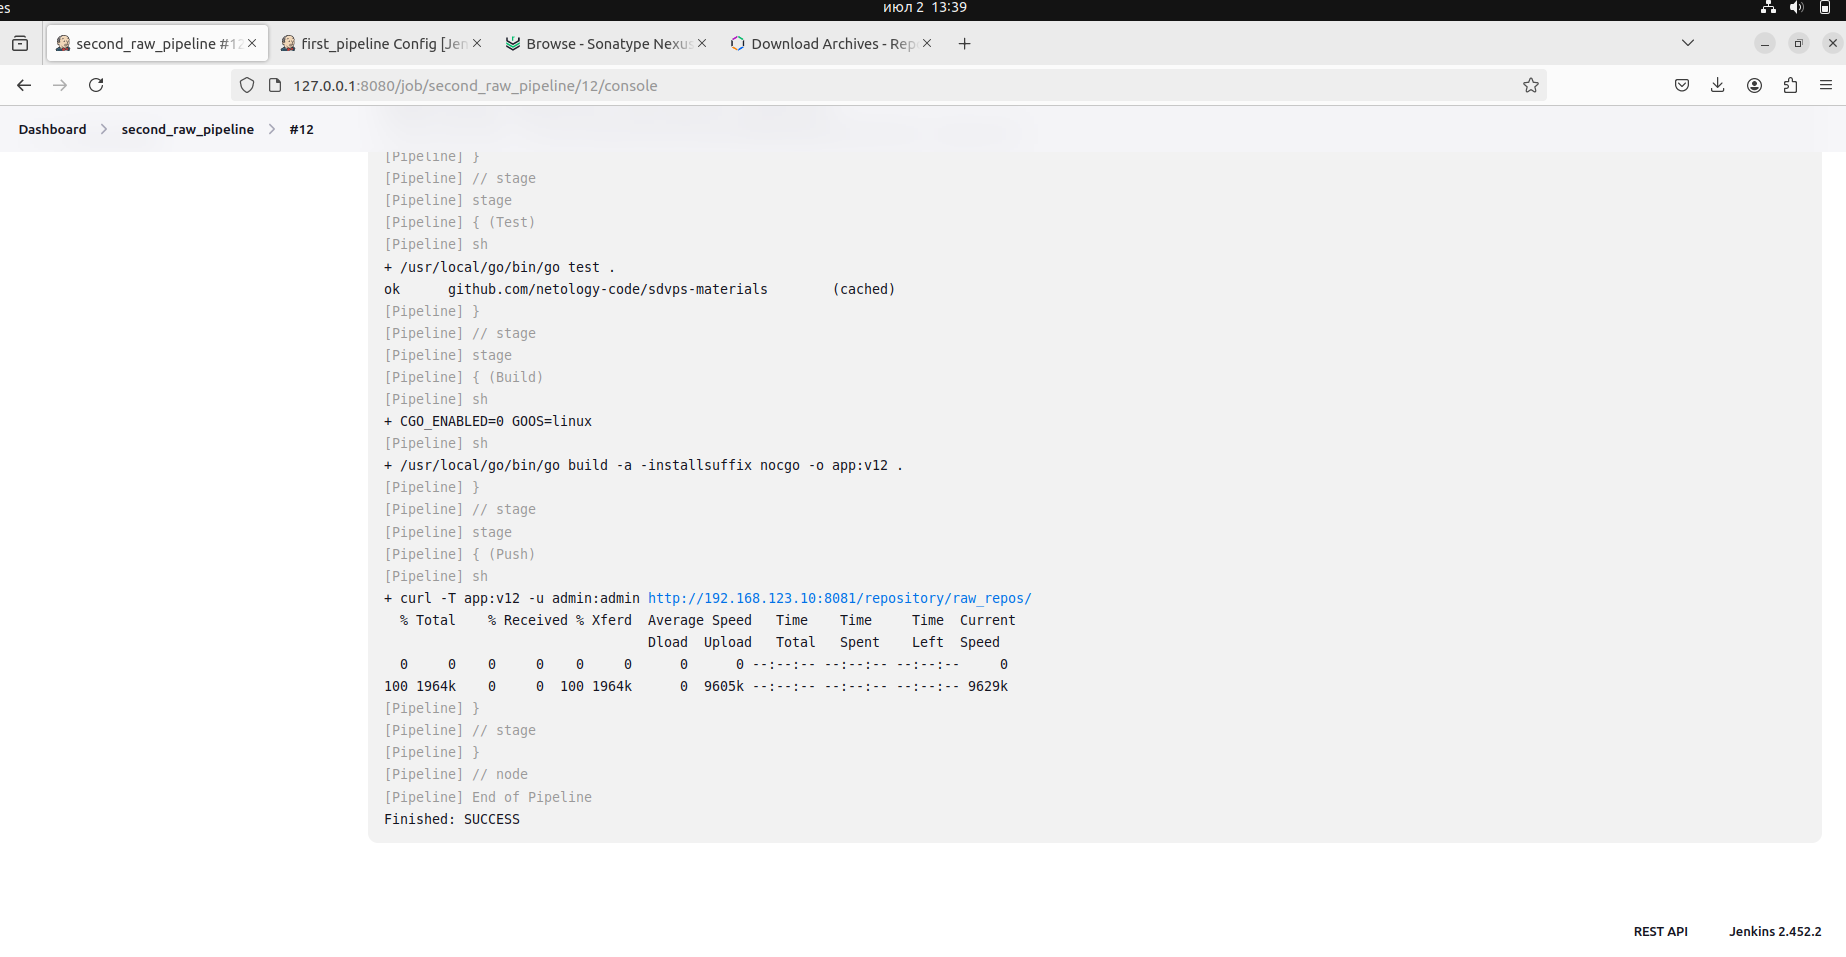 es
июл 2 13:39
second_raw_pipeline #12
first_pipeline Config [Jen
Browse - Sonatype Nexus
Download Archives - Repo
127.0.0.1:8080/job/second_raw_pipeline/12/console
Dashboard
second_raw_pipeline
#12
[Pipeline] }
[Pipeline] // stage
[Pipeline] stage
[Pipeline] { (Test)
[Pipeline] sh
+ /usr/local/go/bin/go test .
ok github.com/netology-code/sdvps-materials (cached)
[Pipeline] }
[Pipeline] // stage
[Pipeline] stage
[Pipeline] { (Build)
[Pipeline] sh
+ CGO_ENABLED=0 GOOS=linux
[Pipeline] sh
+ /usr/local/go/bin/go build -a -installsuffix nocgo -o app:v12 .
[Pipeline] }
[Pipeline] // stage
[Pipeline] stage
[Pipeline] { (Push)
[Pipeline] sh
+ curl -T app:v12 -u admin:admin http://192.168.123.10:8081/repository/raw_repos/
% Total % Received % Xferd Average Speed Time Time Time Current
Dload Upload Total Spent Left Speed
0 0 0 0 0 0 0 0 --:--:-- --:--:-- --:--:-- 0
100 1964k 0 0 100 1964k 0 9605k --:--:-- --:--:-- --:--:-- 9629k
[Pipeline] }
[Pipeline] // stage
[Pipeline] }
[Pipeline] // node
[Pipeline] End of Pipeline
Finished: SUCCESS
REST API
Jenkins 2.452.2